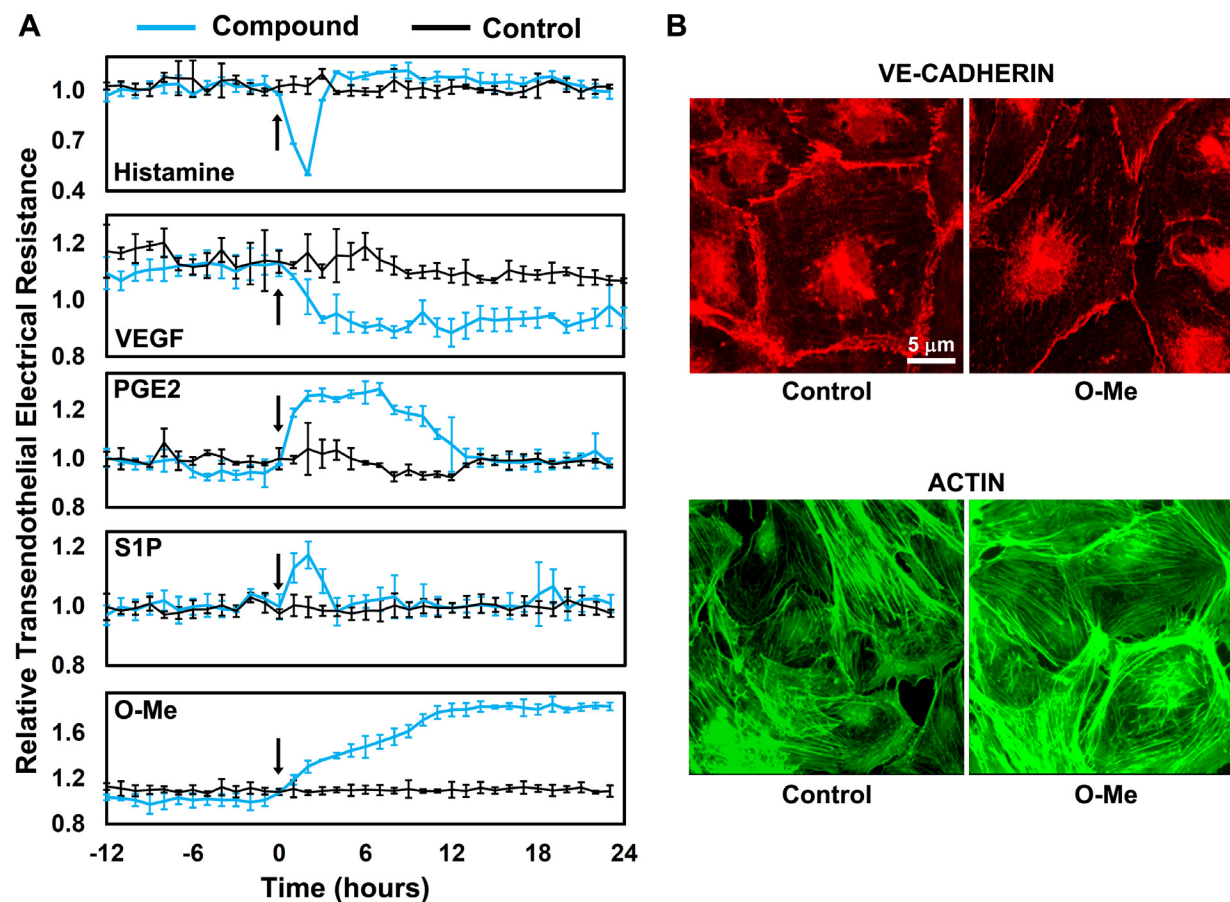 A
Compound
Control
Relative Transendothelial Electrical Resistance
1.0
0.7
0.4
Histamine
1.2
1.0
0.8
VEGF
PGE2
1.2
1.0
0.8
S1P
1.2
1.0
0.8
O-Me
1.6
1.2
0.8
-12 -6 0 6 12 18 24
Time (hours)
B
VE-CADHERIN
5 μm
Control O-Me
ACTIN
Control O-Me